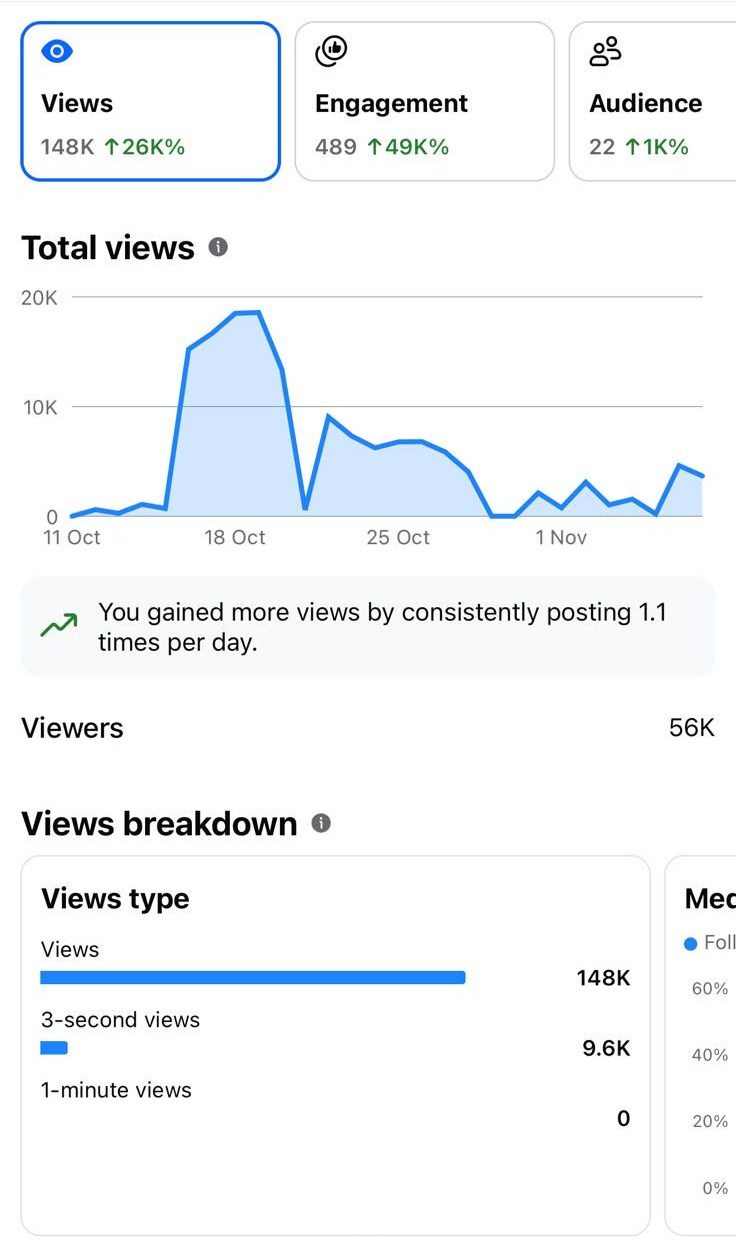 Views
148K ↑26K%
Engagement
489 ↑49K%
Audience
22 ↑1K%
Total views
20K
10K
0
11 Oct 18 Oct 25 Oct 1 Nov
You gained more views by consistently posting 1.1
times per day.
Viewers 56K
Views breakdown
Views type
Views
148K
3-second views
9.6K
1-minute views
0
Med
Foll
60%
40%
20%
0%